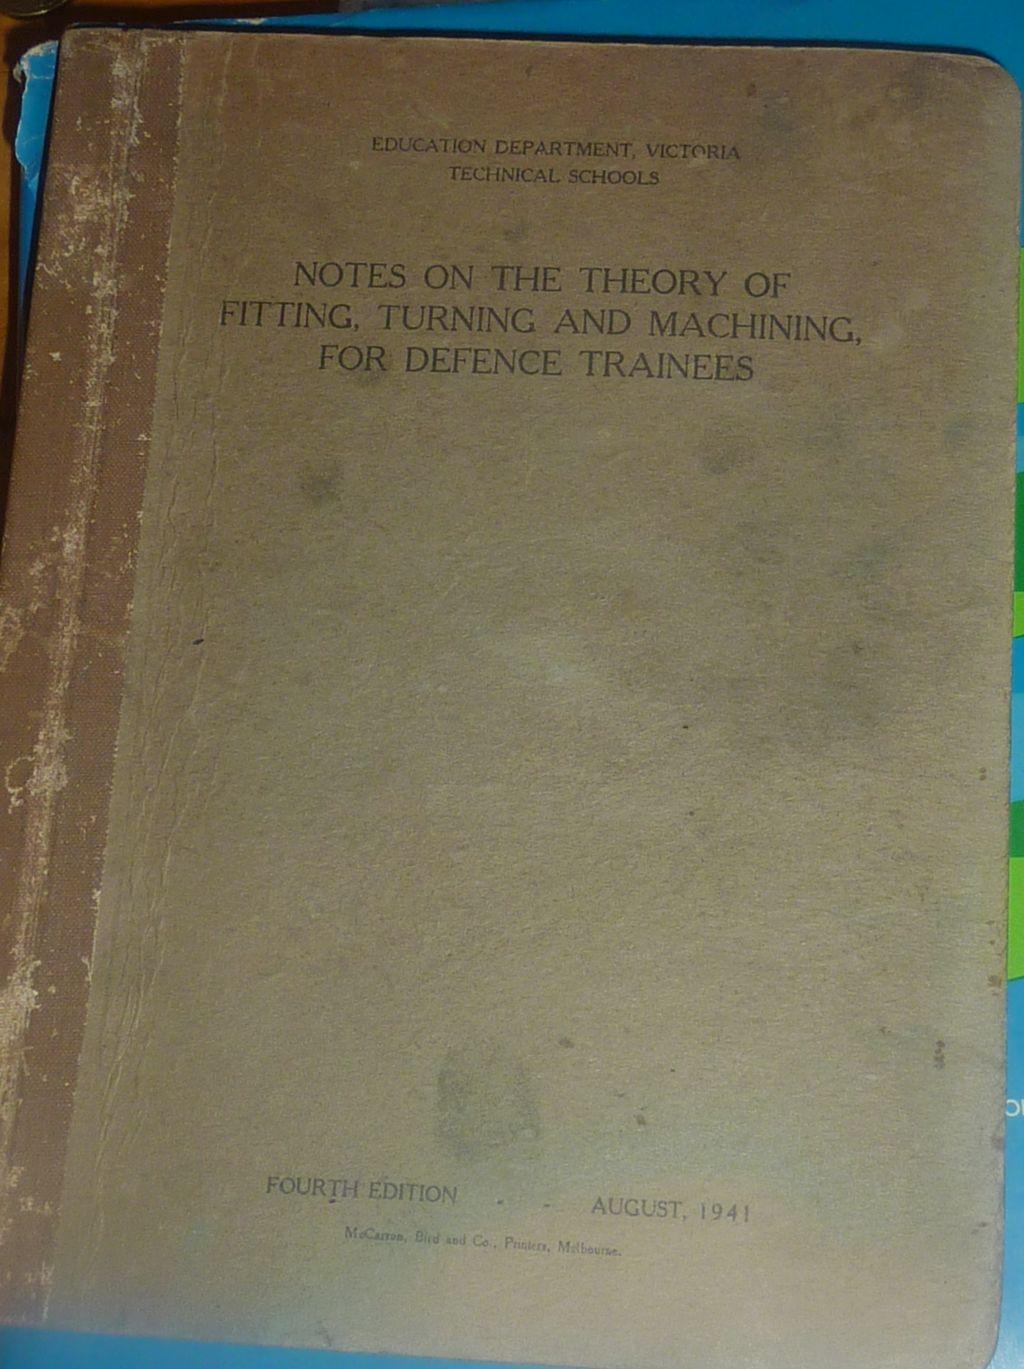 EDUCATION DEPARTMENT, VICTORIA
TECHNICAL SCHOOLS
NOTES ON THE THEORY OF
FITTING, TURNING AND MACHINING,
FOR DEFENCE TRAINEES
FOURTH EDITION - - AUGUST, 1941
McCarron, Bird and Co., Printers, Melbourne.